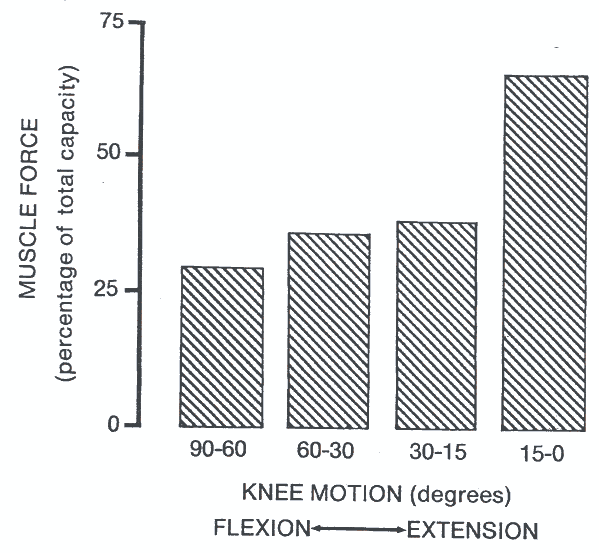 75
50
25
0
MUSCLE FORCE
(percentage of total capacity)
90-60 60-30 30-15 15-0
KNEE MOTION (degrees)
FLEXION↔EXTENSION